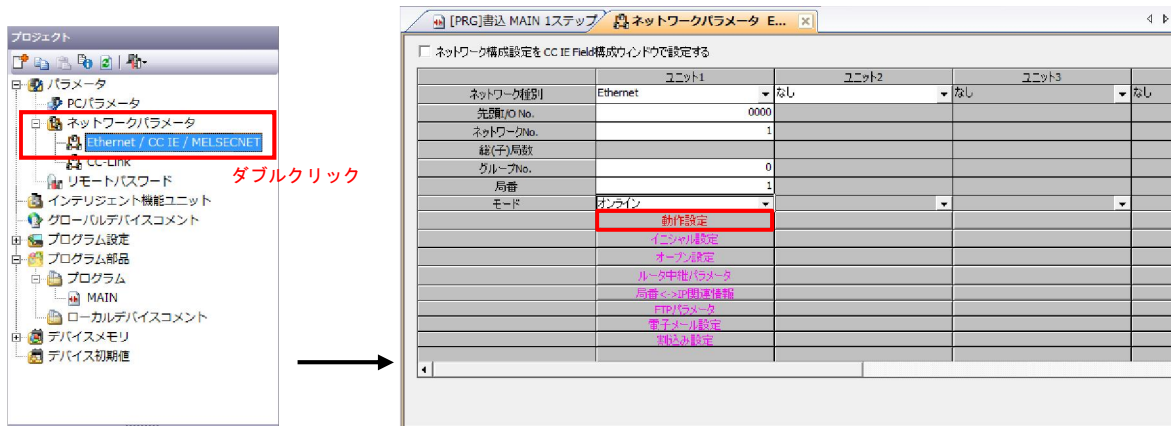 プロジェクト
パラメータ
PCパラメータ
ネットワークパラメータ
Ethernet / CC IE / MELSECNET
CC-Link
リモートパスワード
インテリジェント機能ユニット
グローバルデバイスコメント
プログラム設定
プログラム部品
プログラム
MAIN
ローカルデバイスコメント
デバイスメモリ
デバイス初期値
ダブルクリック
[PRG]書込 MAIN 1ステップ
ネットワークパラメータ E...
ネットワーク構成設定を CC IE Field構成ウィンドウで設定する
ユニット1 ユニット2 ユニット3
ネットワーク種別 Ethernet なし なし なし
先頭I/O No. 0000
ネットワークNo. 1
総(子)局数
グループNo. 0
局番 1
モード オンライン
動作設定
イニシャル設定
オープン設定
ルータ中継パラメータ
局番<->IP関連情報
FTPパラメータ
電子メール設定
割込み設定